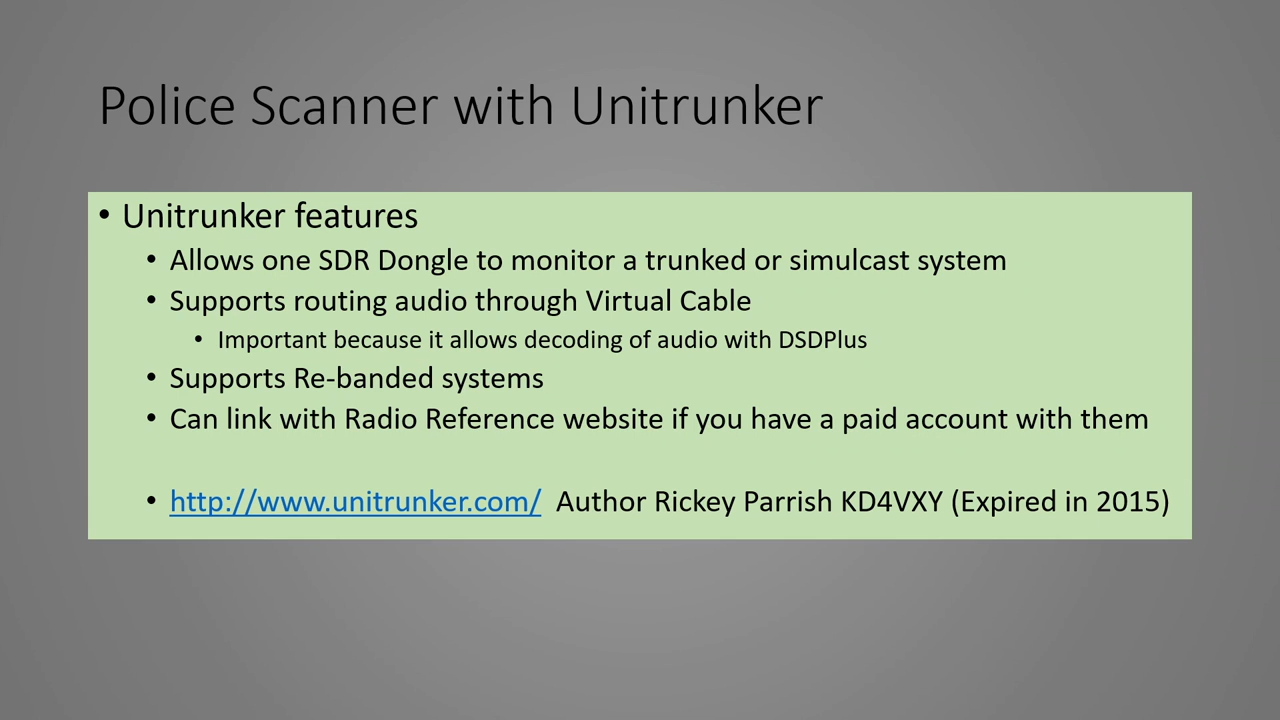 Police Scanner with Unitrunker
• Unitrunker features
• Allows one SDR Dongle to monitor a trunked or simulcast system
• Supports routing audio through Virtual Cable
• Important because it allows decoding of audio with DSDPlus
• Supports Re-banded systems
• Can link with Radio Reference website if you have a paid account with them
• http://www.unitrunker.com/ Author Rickey Parrish KD4VXY (Expired in 2015)